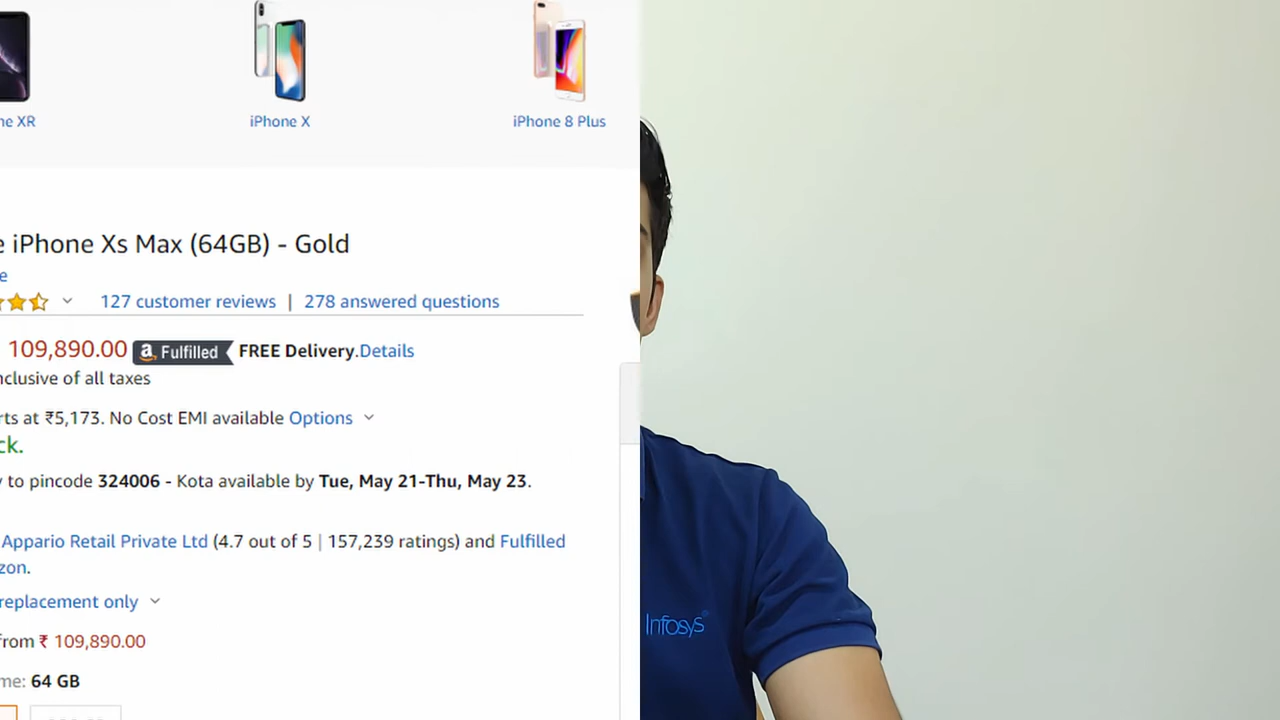 ne XR
iPhone X
iPhone 8 Plus
e iPhone Xs Max (64GB) - Gold
e
127 customer reviews | 278 answered questions
109,890.00 a Fulfilled FREE Delivery.Details
nclusive of all taxes
rts at ₹5,173. No Cost EMI available Options
ck.
y to pincode 324006 - Kota available by Tue, May 21-Thu, May 23.
Appario Retail Private Ltd (4.7 out of 5 | 157,239 ratings) and Fulfilled
zon.
replacement only
from ₹ 109,890.00
me: 64 GB
Infosys®